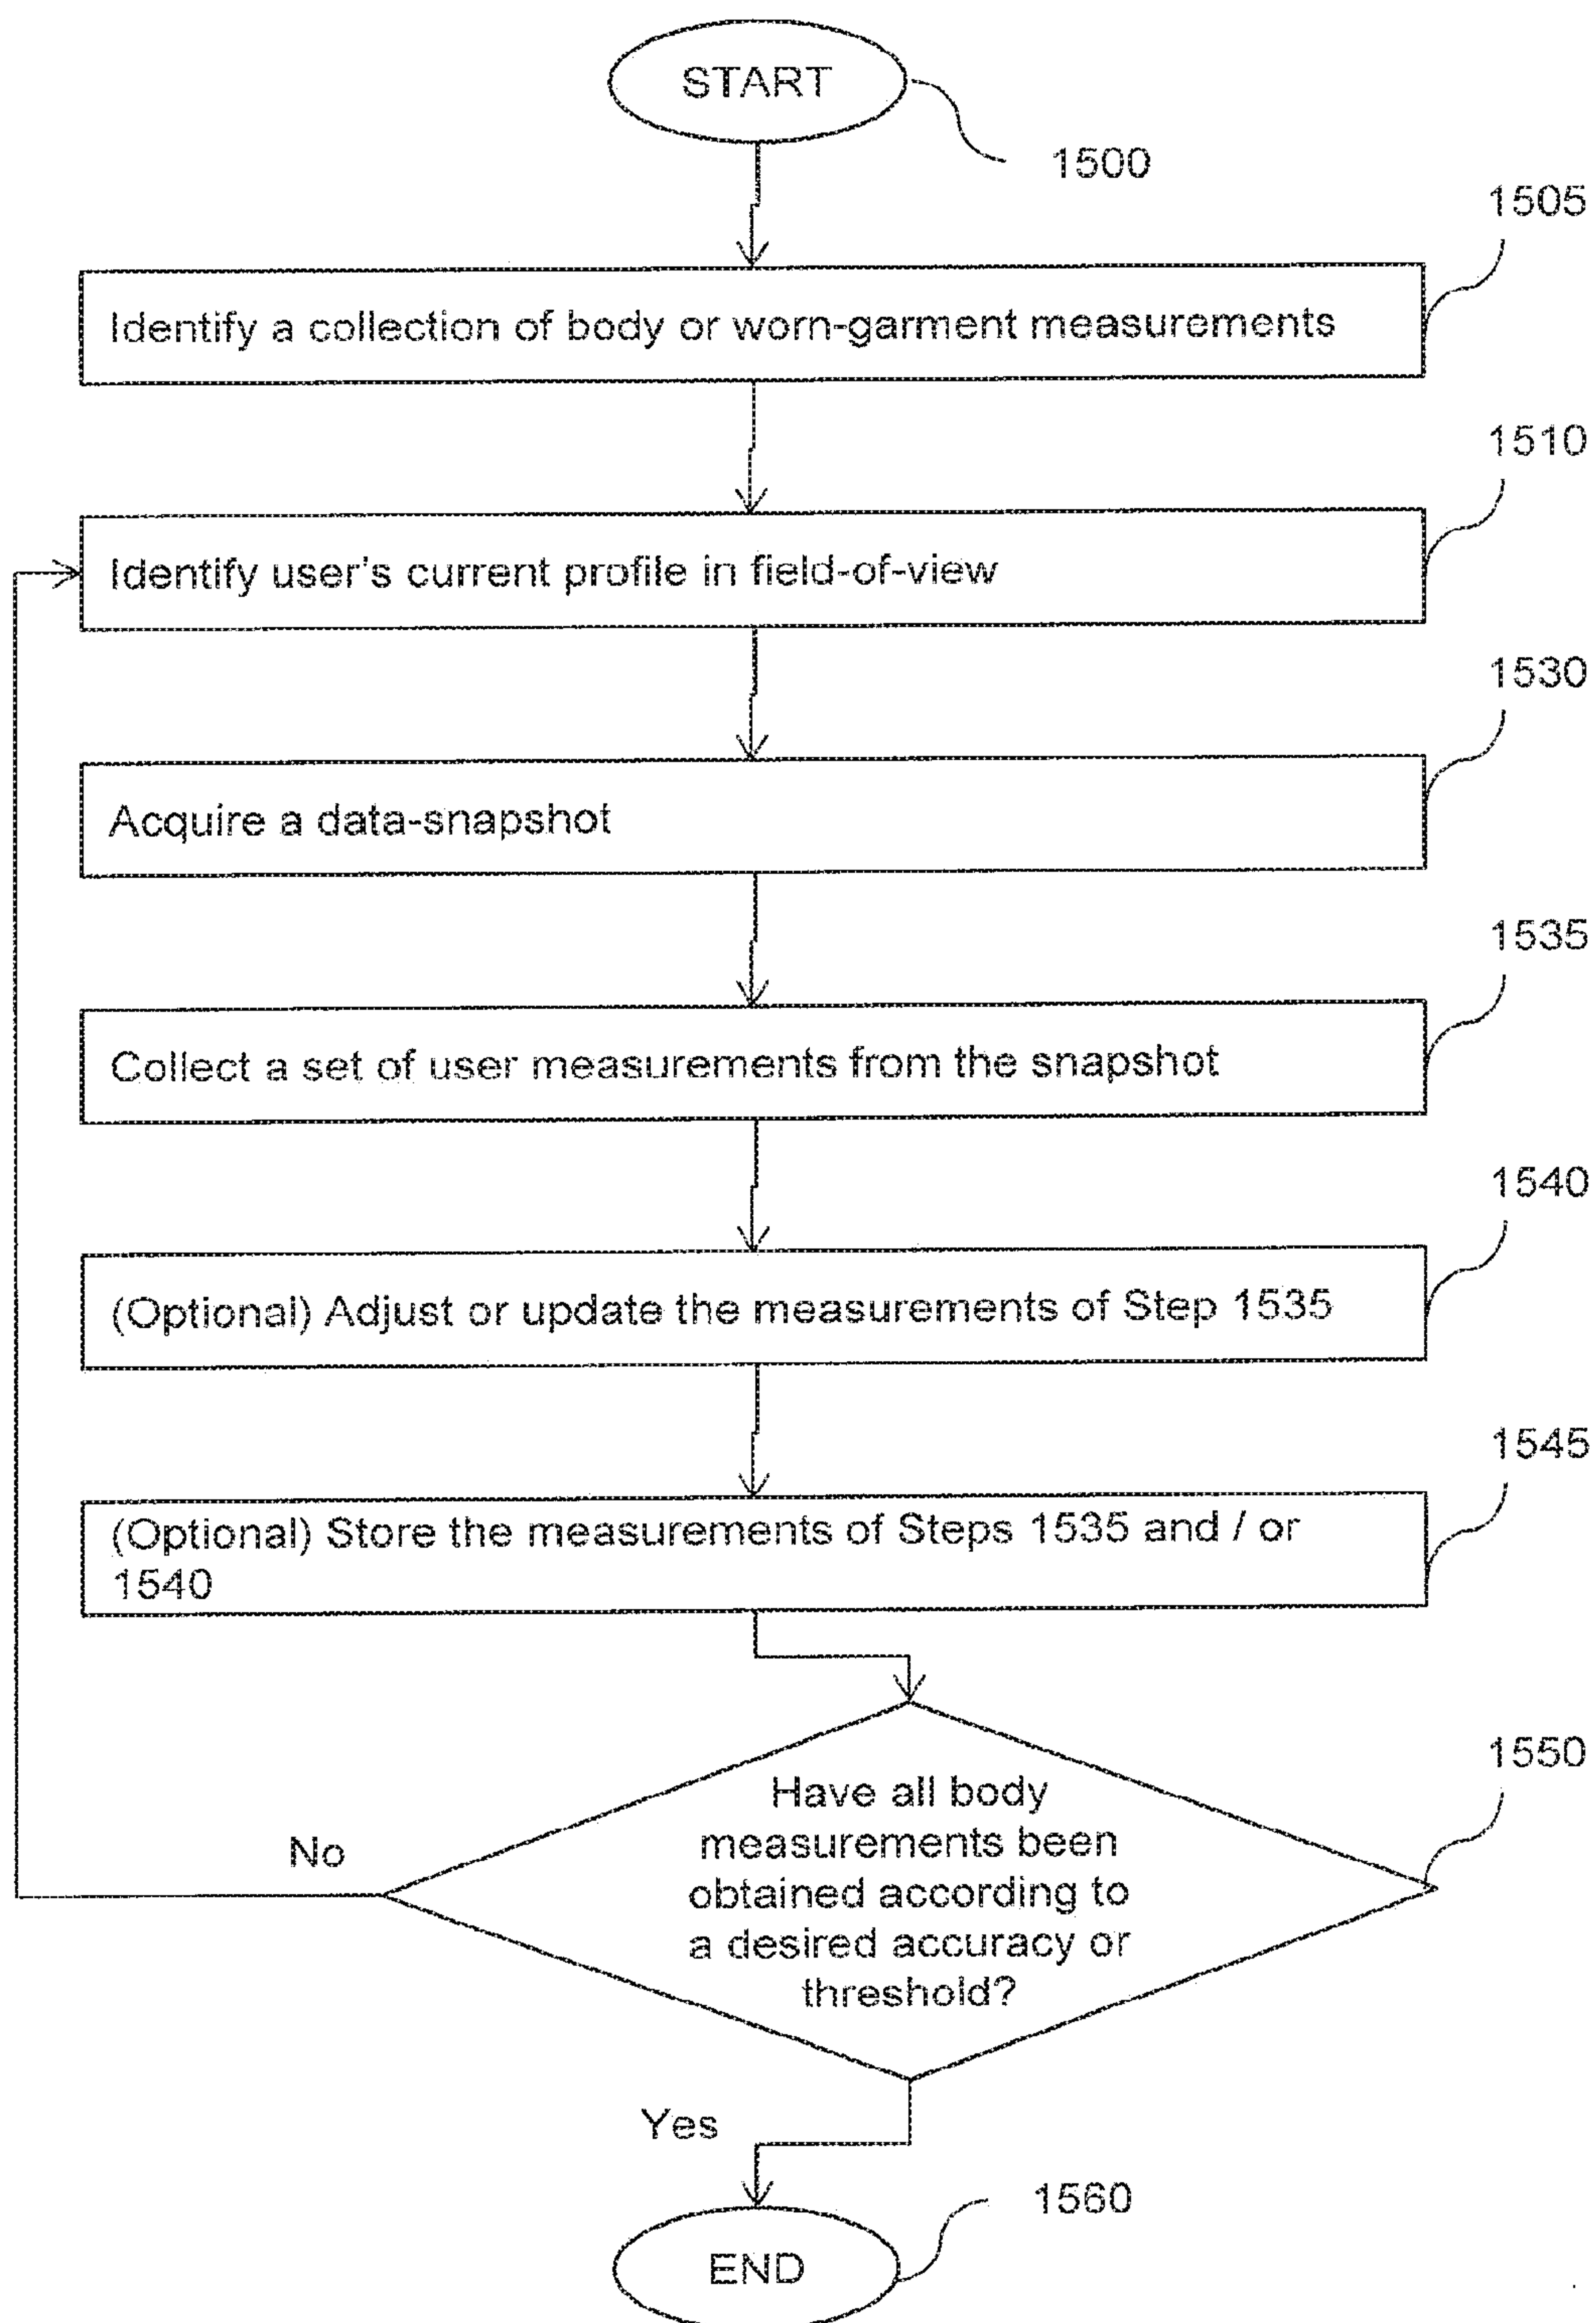 START
1500
1505
Identify a collection of body or worn-garment measurements
1510
Identify user's current profile in field-of-view
1530
Acquire a data-snapshot
1535
Collect a set of user measurements from the snapshot
1540
(Optional) Adjust or update the measurements of Step 1535
1545
(Optional) Store the measurements of Steps 1535 and / or
1540
1550
Have all body
measurements been
obtained according to
a desired accuracy or
threshold?
No
Yes
1560
END